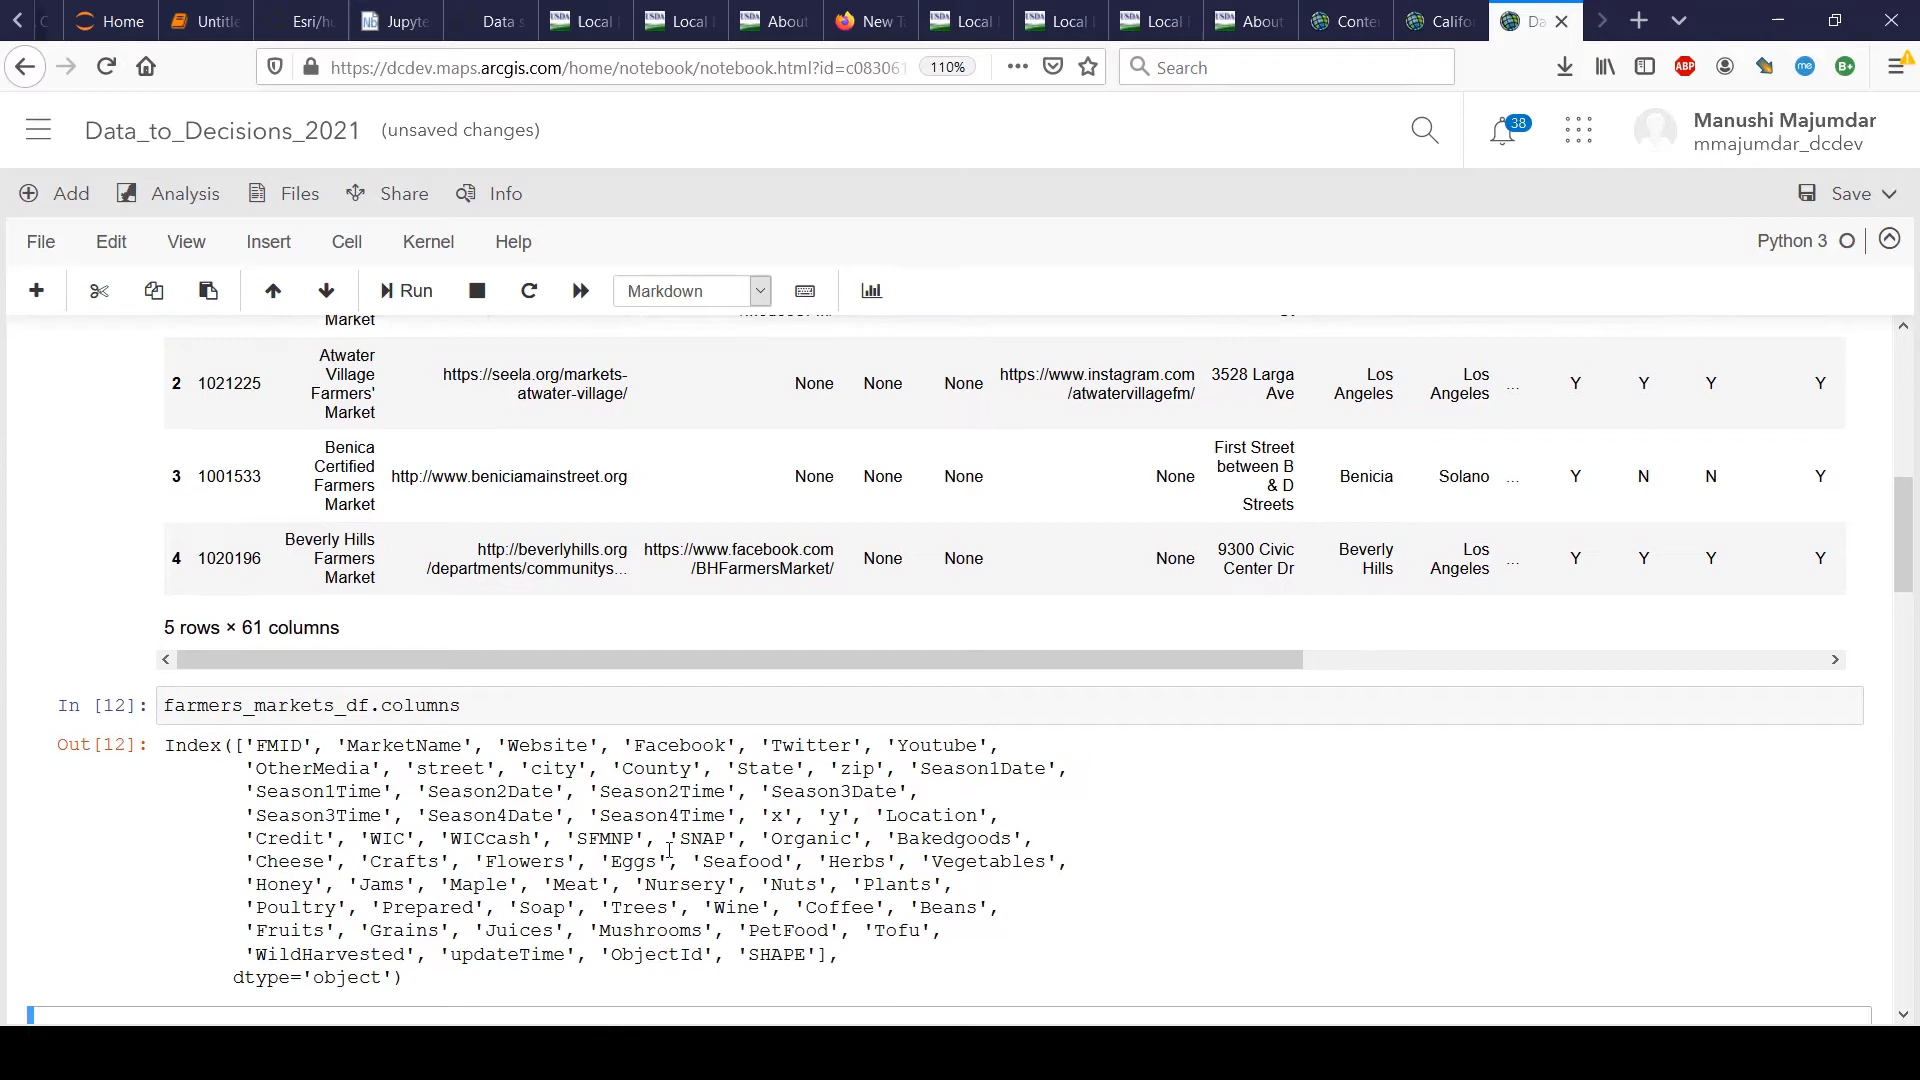 Home
Untitle
Esri/hu
Jupyte
Data s
Local
Local
About
New T
Local
Local
Local
About
Conte
Califo
Da
https://dcdev.maps.arcgis.com/home/notebook/notebook.html?id=c083061
110%
Search
ABP
me
B+
Data_to_Decisions_2021 (unsaved changes)
38
Manushi Majumdar
mmajumdar_dcdev
Add Analysis Files Share Info
Save
File Edit View Insert Cell Kernel Help
Python 3
Run
Markdown
Market
2 1021225 Atwater Village Farmers' Market https://seela.org/markets-atwater-village/ None None None https://www.instagram.com/atwatervillagefm/ 3528 Larga Ave Los Angeles Los Angeles ... Y Y Y Y
3 1001533 Benica Certified Farmers Market http://www.beniciamainstreet.org None None None None First Street between B & D Streets Benicia Solano ... Y N N Y
4 1020196 Beverly Hills Farmers Market http://beverlyhills.org/departments/communitys... https://www.facebook.com/BHFarmersMarket/ None None None 9300 Civic Center Dr Beverly Hills Los Angeles ... Y Y Y Y
5 rows × 61 columns
In [12]: farmers_markets_df.columns
Out[12]: Index(['FMID', 'MarketName', 'Website', 'Facebook', 'Twitter', 'Youtube',
'OtherMedia', 'street', 'city', 'County', 'State', 'zip', 'Season1Date',
'Season1Time', 'Season2Date', 'Season2Time', 'Season3Date',
'Season3Time', 'Season4Date', 'Season4Time', 'x', 'y', 'Location',
'Credit', 'WIC', 'WICcash', 'SFMNP', 'SNAP', 'Organic', 'Bakedgoods',
'Cheese', 'Crafts', 'Flowers', 'Eggs', 'Seafood', 'Herbs', 'Vegetables',
'Honey', 'Jams', 'Maple', 'Meat', 'Nursery', 'Nuts', 'Plants',
'Poultry', 'Prepared', 'Soap', 'Trees', 'Wine', 'Coffee', 'Beans',
'Fruits', 'Grains', 'Juices', 'Mushrooms', 'PetFood', 'Tofu',
'WildHarvested', 'updateTime', 'ObjectId', 'SHAPE'],
dtype='object')